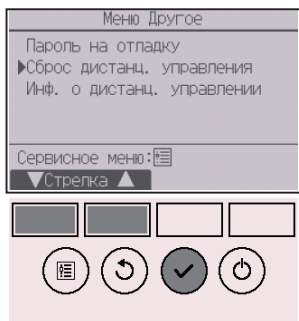 Меню Другое
Пароль на отладку
▶Сброс дистанц. управления
Инф. о дистанц. управлении
Сервисное меню:
▼Стрелка▲